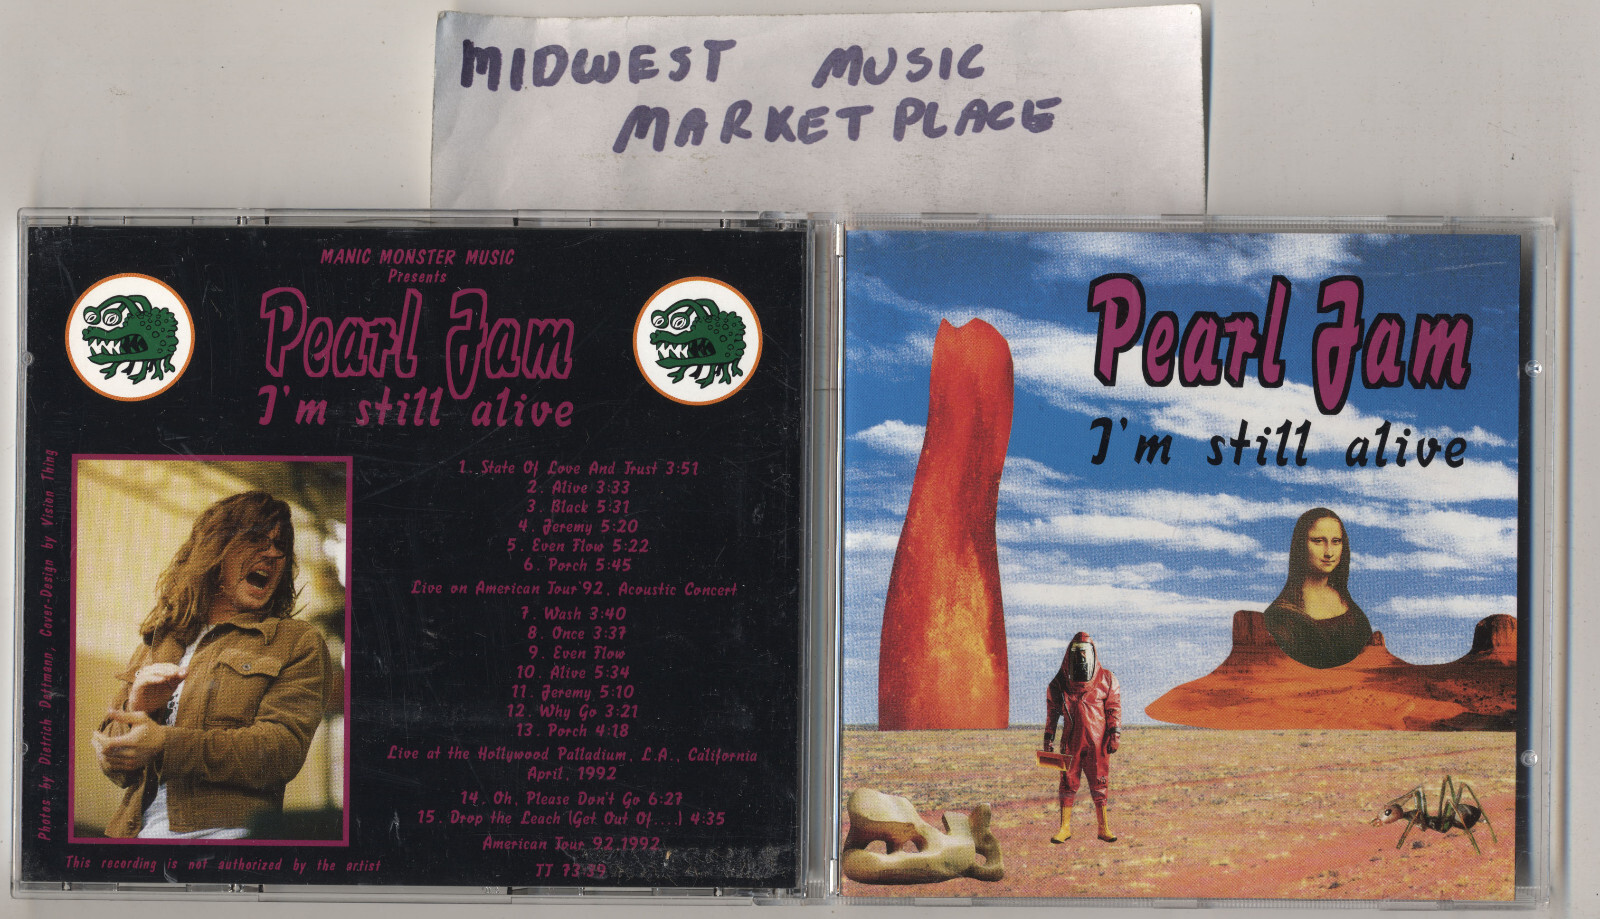 MIDWEST MUSIC
MARKETPLACE
MANIC MONSTER MUSIC
Presents
Pearl Jam
I'm still alive
1. State Of Love And Trust 3:51
2. Alive 3:33
3. Black 5:31
4. Jeremy 5:20
5. Even Flow 5:22
6. Porch 5:45
Live on American Tour '92, Acoustic Concert
7. Wash 3:40
8. Once 3:37
9. Even Flow
10. Alive 5:34
11. Jeremy 5:10
12. Why Go 3:21
13. Porch 4:18
Live at the Hollywood Palladium, L.A., California
April, 1992
14. Oh, Please Don't Go 6:27
15. Drop the Leach (Get Out Of....) 4:35
American Tour 92 1992
TT 73:59
Photos by Dietrich Dettmann, Cover-Design by Vision Thing
This recording is not authorized by the artist
Pearl Jam
I'm still alive